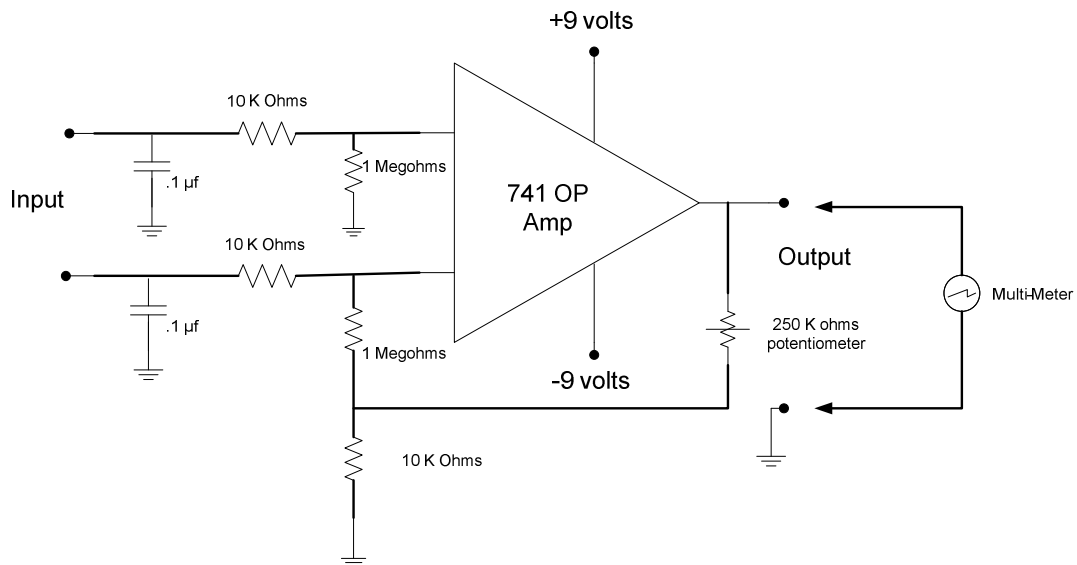 +9 volts
10 K Ohms
1 Megohms
.1 µf
Input
741 OP
Amp
10 K Ohms
Output
.1 µf
1 Megohms
Multi-Meter
250 K ohms
potentiometer
-9 volts
10 K Ohms